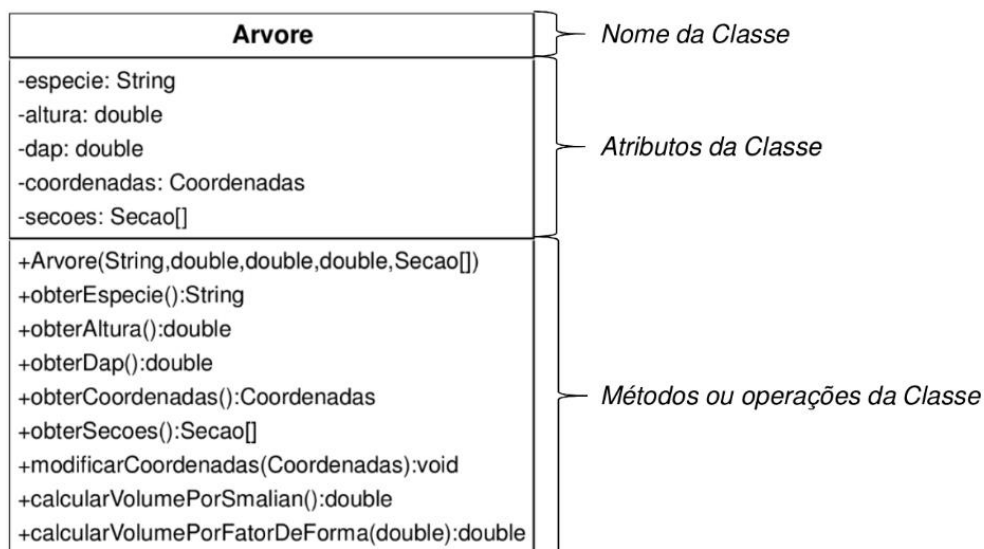 Arvore
Nome da Classe
-especie: String
-altura: double
-dap: double
-coordenadas: Coordenadas
-secoes: Secao[]
Atributos da Classe
+Arvore(String,double,double,double,Secao[])
+obterEspecie():String
+obterAltura():double
+obterDap():double
+obterCoordenadas():Coordenadas
+obterSecoes():Secao[]
+modificarCoordenadas(Coordenadas):void
+calcularVolumePorSmalian():double
+calcularVolumePorFatorDeForma(double):double
Métodos ou operações da Classe